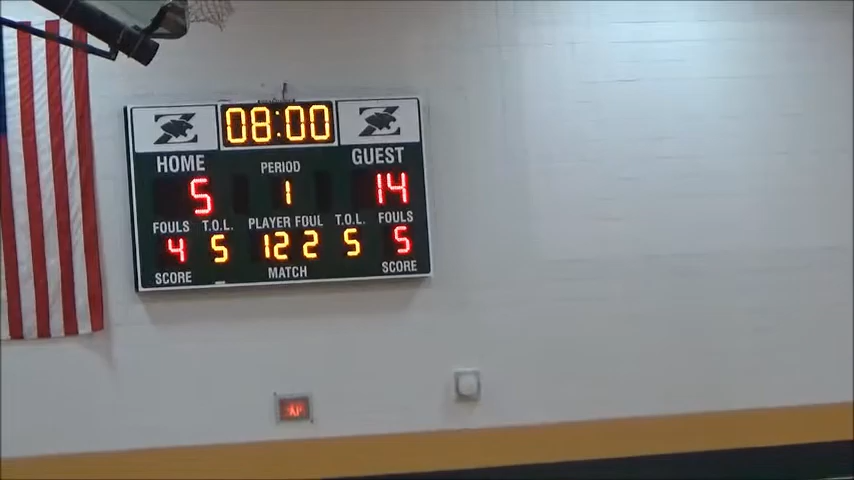 08:00
HOME PERIOD GUEST
5 1 14
FOULS T.O.L. PLAYER FOUL T.O.L. FOULS
4 5 12 2 5 5
SCORE MATCH SCORE